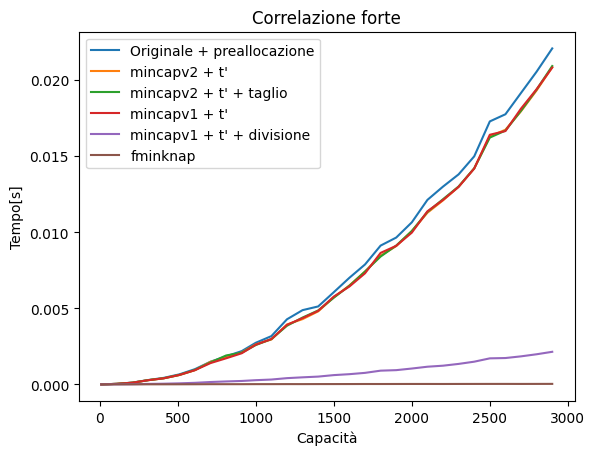 Correlazione forte
Originale + preallocazione
mincapv2 + t'
mincapv2 + t' + taglio
mincapv1 + t'
mincapv1 + t' + divisione
fminknap
Tempo[s]
0.020
0.015
0.010
0.005
0.000
0 500 1000 1500 2000 2500 3000
Capacità